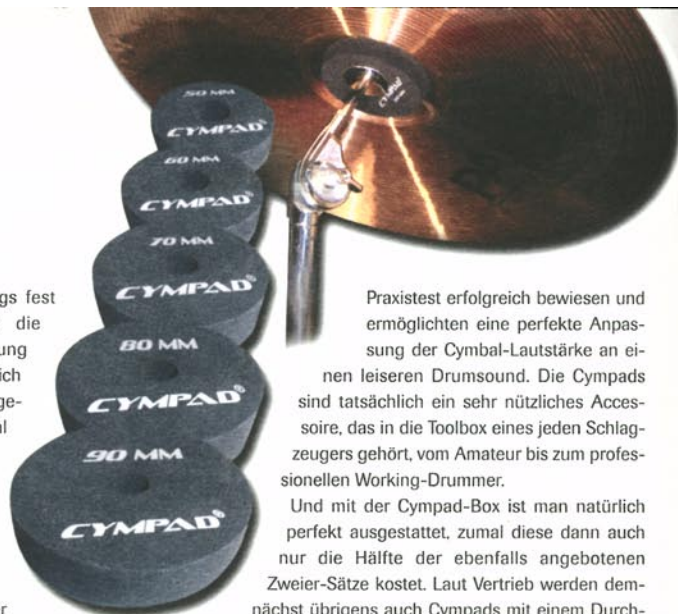 50 MM
CYMPAD
60 MM
CYMPAD®
70 MM
CYMPAD®
80 MM
CYMPAD®
90 MM
CYMPAD®
CYMPAD
gs fest
die
ung
ich
ge-
al
er
Praxistest erfolgreich bewiesen und
ermöglichten eine perfekte Anpas-
sung der Cymbal-Lautstärke an ei-
nen leiseren Drumsound. Die Cympads
sind tatsächlich ein sehr nützliches Acces-
soire, das in die Toolbox eines jeden Schlag-
zeugers gehört, vom Amateur bis zum profes-
sionellen Working-Drummer.
Und mit der Cympad-Box ist man natürlich
perfekt ausgestattet, zumal diese dann auch
nur die Hälfte der ebenfalls angebotenen
Zweier-Sätze kostet. Laut Vertrieb werden dem-
nächst übrigens auch Cympads mit einem Durch-